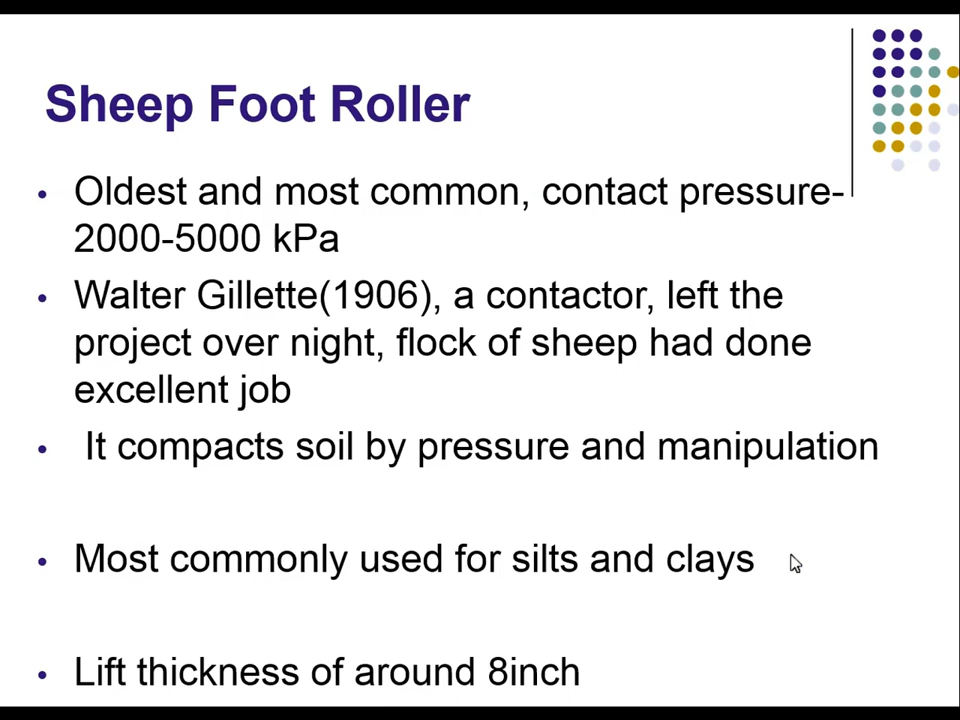 Sheep Foot Roller
• Oldest and most common, contact pressure-
2000-5000 kPa
• Walter Gillette(1906), a contactor, left the
project over night, flock of sheep had done
excellent job
• It compacts soil by pressure and manipulation
• Most commonly used for silts and clays
• Lift thickness of around 8inch